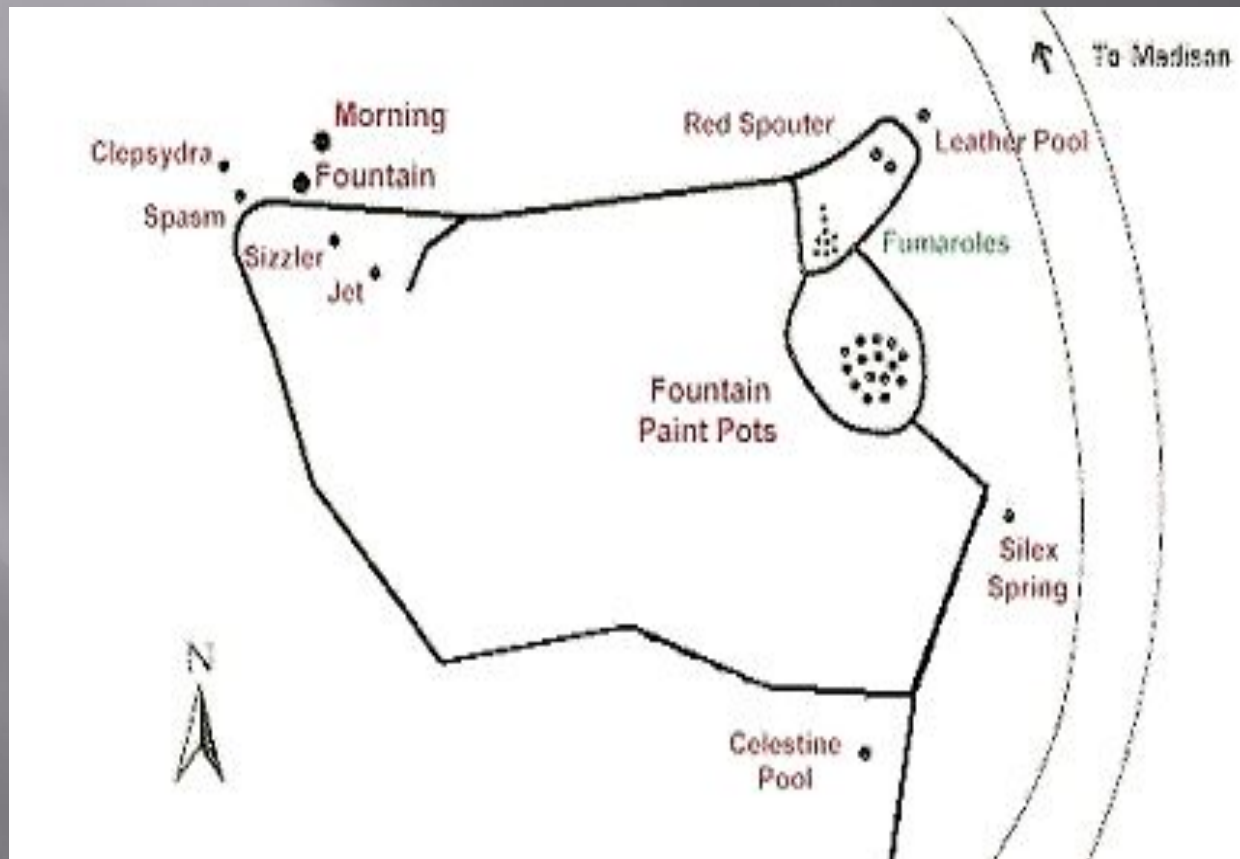 To Madison
Morning
Red Spouter
Leather Pool
Clepsydra
Fountain
Spasm
Fumaroles
Sizzler
Jet
Fountain
Paint Pots
Silex
Spring
N
Celestine
Pool